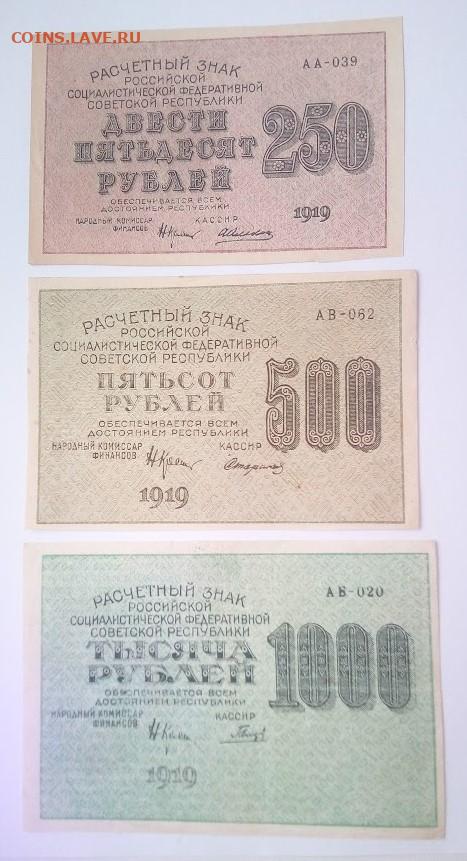 COINS.LAVE.RU
РАСЧЕТНЫЙ ЗНАК
АА-039
РОССИЙСКОЙ
СОЦИАЛИСТИЧЕСКОЙ ФЕДЕРАТИВНОЙ
СОВЕТСКОЙ РЕСПУБЛИКИ
ДВЕСТИ
ПЯТЬДЕСЯТ
РУБЛЕЙ
250
ОБЕСПЕЧИВАЕТСЯ ВСЕМ
ДОСТОЯНИЕМ РЕСПУБЛИКИ
НАРОДНЫЙ КОМИССАР
ФИНАНСОВ
КАССИР
1919
РАСЧЕТНЫЙ ЗНАК
АВ-062
РОССИЙСКОЙ
СОЦИАЛИСТИЧЕСКОЙ ФЕДЕРАТИВНОЙ
СОВЕТСКОЙ РЕСПУБЛИКИ
ПЯТЬСОТ
РУБЛЕЙ
500
ОБЕСПЕЧИВАЕТСЯ ВСЕМ
ДОСТОЯНИЕМ РЕСПУБЛИКИ
НАРОДНЫЙ КОМИССАР
ФИНАНСОВ
КАССИР
1919
РАСЧЕТНЫЙ ЗНАК
АБ-020
РОССИЙСКОЙ
СОЦИАЛИСТИЧЕСКОЙ ФЕДЕРАТИВНОЙ
СОВЕТСКОЙ РЕСПУБЛИКИ
ТЫСЯЧА
РУБЛЕЙ
1000
ОБЕСПЕЧИВАЕТСЯ ВСЕМ
ДОСТОЯНИЕМ РЕСПУБЛИКИ
НАРОДНЫЙ КОМИССАР
ФИНАНСОВ
КАССИР
1919